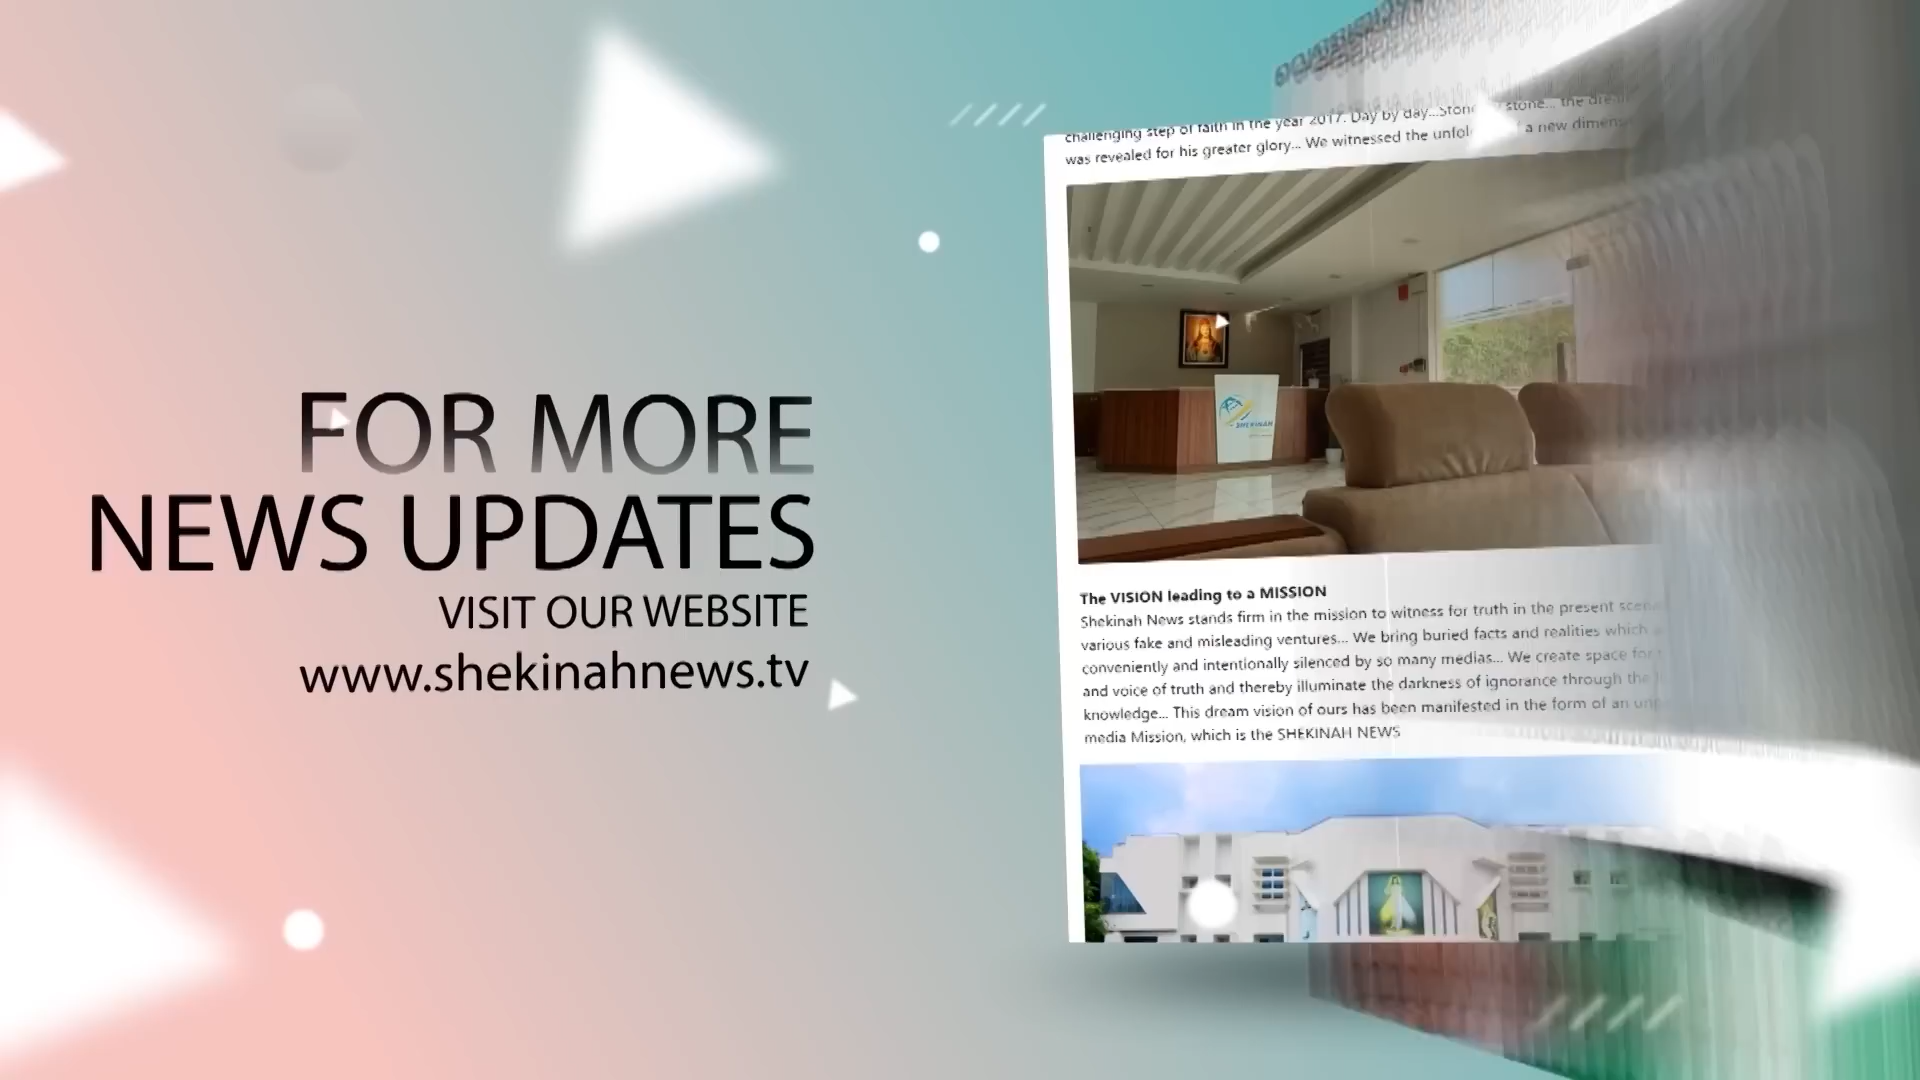 FOR MORE
NEWS UPDATES
VISIT OUR WEBSITE
www.shekinahnews.tv
challenging step of faith in the year 2017. Day by day...Stone stone... the
was revealed for his greater glory... We witnessed the a new
SHEKINAH
The VISION leading to a MISSION
Shekinah News stands firm in the mission to witness for truth in the present
various fake and misleading ventures... We bring buried facts and realities which
conveniently and intentionally silenced by so many medias... We create space for
and voice of truth and thereby illuminate the darkness of ignorance through the
knowledge... This dream vision of ours has been manifested in the form of an
media Mission, which is the SHEKINAH NEWS